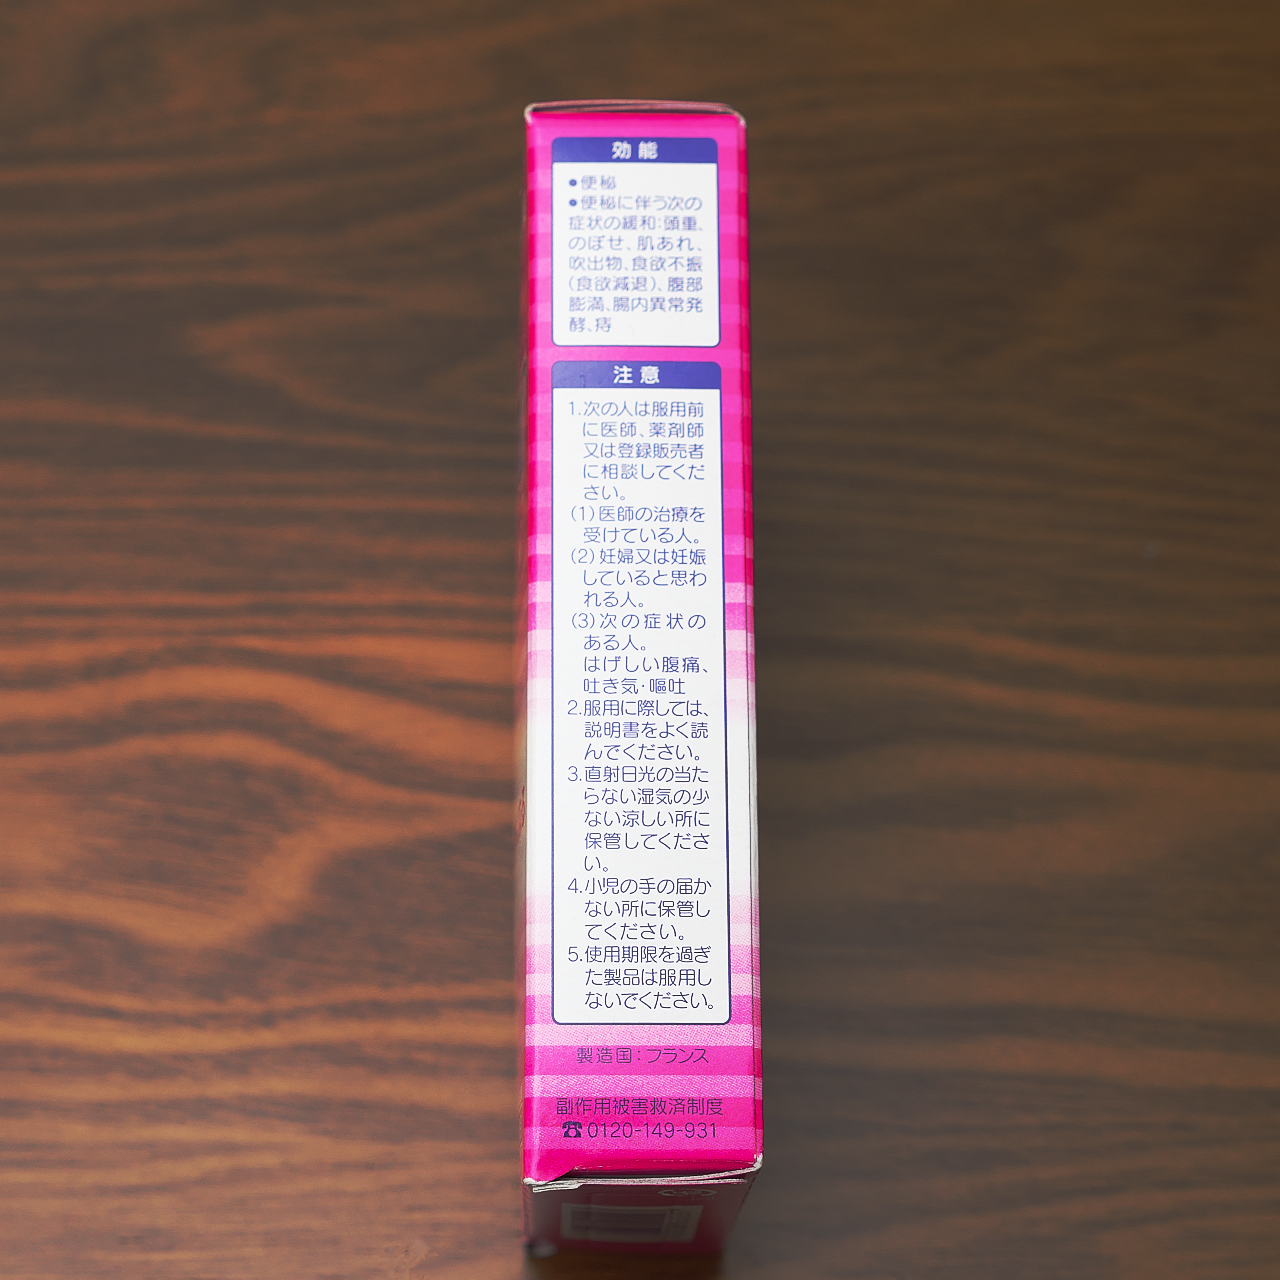 効能
●便秘
●便秘に伴う次の
症状の緩和:頭重、
のぼせ、肌あれ、
吹出物、食欲不振
(食欲減退)、腹部
膨満、腸内異常発
酵、痔
注意
1.次の人は服用前
に医師、薬剤師
又は登録販売者
に相談してくだ
さい。
(1)医師の治療を
受けている人。
(2)妊婦又は妊娠
していると思わ
れる人。
(3)次の症状の
ある人。
はげしい腹痛、
吐き気・嘔吐
2.服用に際しては、
説明書をよく読
んでください。
3.直射日光の当た
らない湿気の少
ない涼しい所に
保管してくださ
い。
4.小児の手の届か
ない所に保管し
てください。
5.使用期限を過ぎ
た製品は服用し
ないでください。
製造国:フランス
副作用被害救済制度
☎0120-149-931